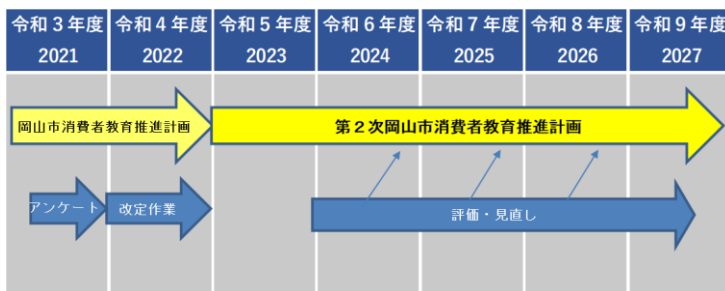 令和３年度 令和４年度 令和５年度 令和６年度 令和７年度 令和８年度 令和９年度
2021 2022 2023 2024 2025 2026 2027
岡山市消費者教育推進計画 第２次岡山市消費者教育推進計画
アンケート 改定作業 評価・見直し